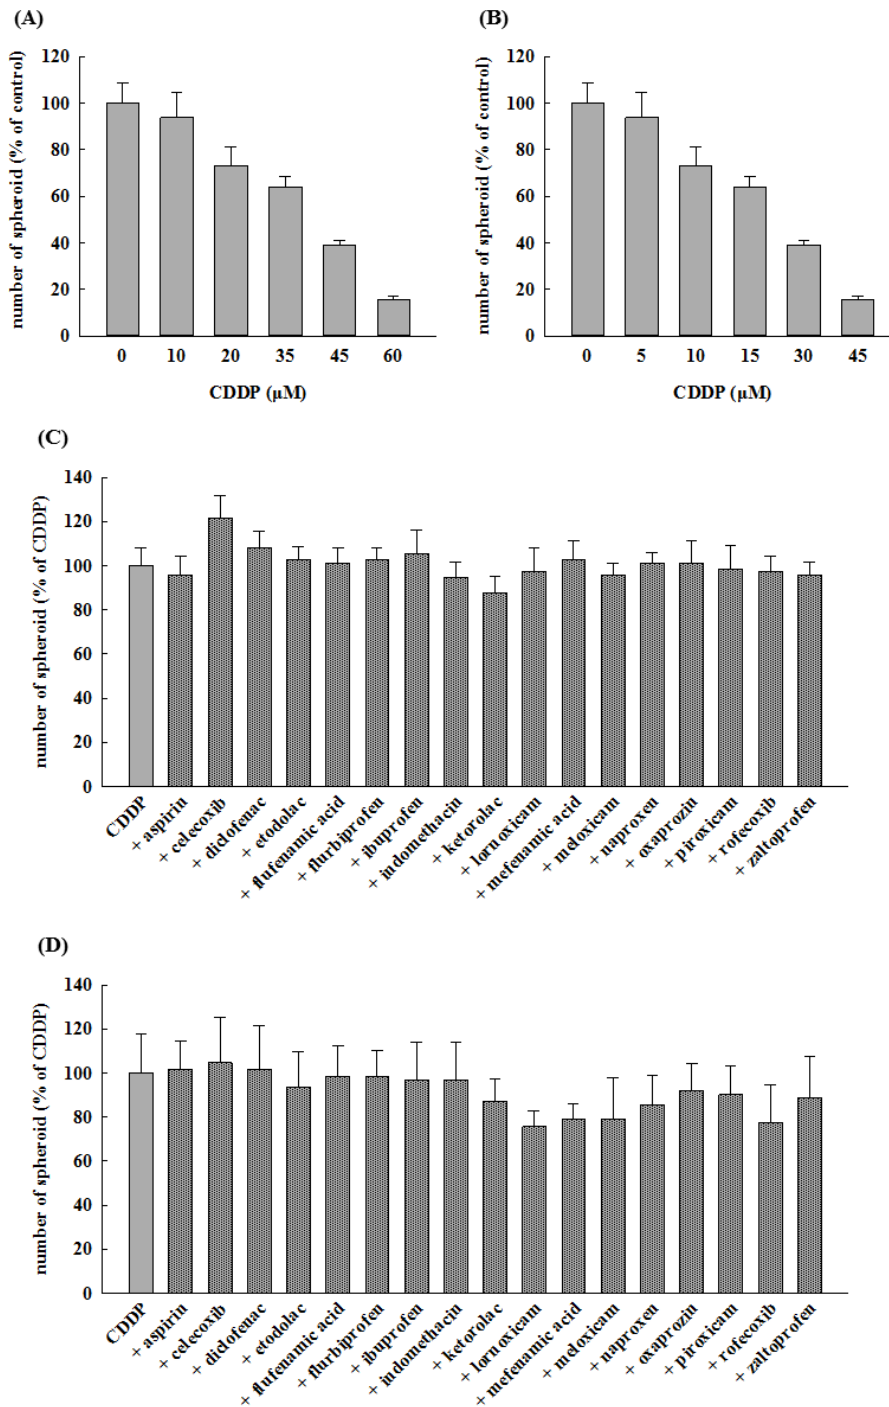 (A)
number of spheroid (% of control)
120
100
80
60
40
20
0
0 10 20 35 45 60
CDDP (μM)
(B)
number of spheroid (% of control)
120
100
80
60
40
20
0
0 5 10 15 30 45
CDDP (μM)
(C)
number of spheroid (% of CDDP)
140
120
100
80
60
40
20
0
CDDP
+ aspirin
+ celecoxib
+ diclofenac
+ etodolac
+ flufenamic acid
+ flurbiprofen
+ ibuprofen
+ indomethacin
+ ketorolac
+ lornoxicam
+ mefenamic acid
+ meloxicam
+ naproxen
+ oxaprozin
+ piroxicam
+ rofecoxib
+ zaltoprofen
(D)
number of spheroid (% of CDDP)
140
120
100
80
60
40
20
0
CDDP
+ aspirin
+ celecoxib
+ diclofenac
+ etodolac
+ flufenamic acid
+ flurbiprofen
+ ibuprofen
+ indomethacin
+ ketorolac
+ lornoxicam
+ mefenamic acid
+ meloxicam
+ naproxen
+ oxaprozin
+ piroxicam
+ rofecoxib
+ zaltoprofen